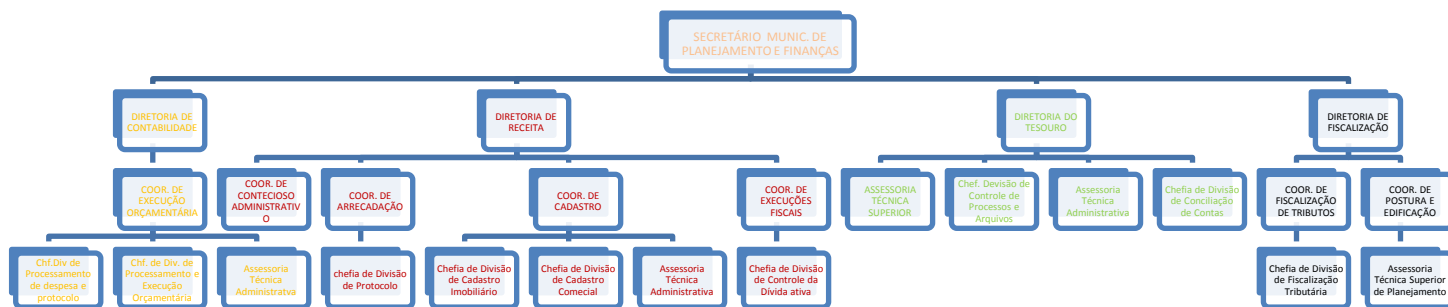 SECRETÁRIO MUNIC. DE
PLANEJAMENTO E FINANÇAS
DIRETORIA DE
CONTABILIDADE
DIRETORIA DE
RECEITA
DIRETORIA DO
TESOURO
DIRETORIA DE
FISCALIZAÇÃO
COOR. DE
EXECUÇÃO
ORÇAMENTÁRIA
COOR. DE
CONTECIOSO
ADMINISTRATIV
O
COOR. DE
ARRECADAÇÃO
COOR. DE
CADASTRO
COOR. DE
EXECUÇÕES
FISCAIS
ASSESSORIA
TÉCNICA
SUPERIOR
Chef. Devisão de
Controle de
Processos e
Arquivos
Assessoria
Técnica
Administrativa
Chefia de Divisão
de Conciliação
de Contas
COOR. DE
FISCALIZAÇÃO
DE TRIBUTOS
COOR. DE
POSTURA E
EDIFICAÇÃO
Chf.Div de
Processamento
de despesa e
protocolo
Chf. de Div. de
Processamento e
Execução
Orçamentária
Assessoria
Técnica
Administratva
chefia de Divisão
de Protocolo
Chefia de Divisão
de Cadastro
Imobiliário
Chefia de Divisão
de Cadastro
Comecial
Assessoria
Técnica
Administrativa
Chefia de Divisão
de Controle da
Dívida ativa
Chefia de Divisão
de Fiscalização
Tributária
Assessoria
Técnica Superior
de Planejamento